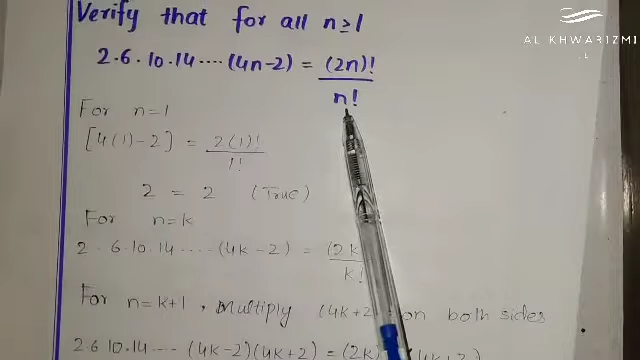 Verify that for all n ≥ 1
AL KHWARIZMI
2·6·10·14····(4n-2) = (2n)!
n!
For n=1
[4(1)-2] = 2(1)!
1!
2 = 2 (True)
For n=k
2·6·10·14·····(4k-2) = (2k
k!
For n=k+1, Multiply (4k+2) on both sides
2·6·10·14··· (4k-2)(4k+2) = (2k)